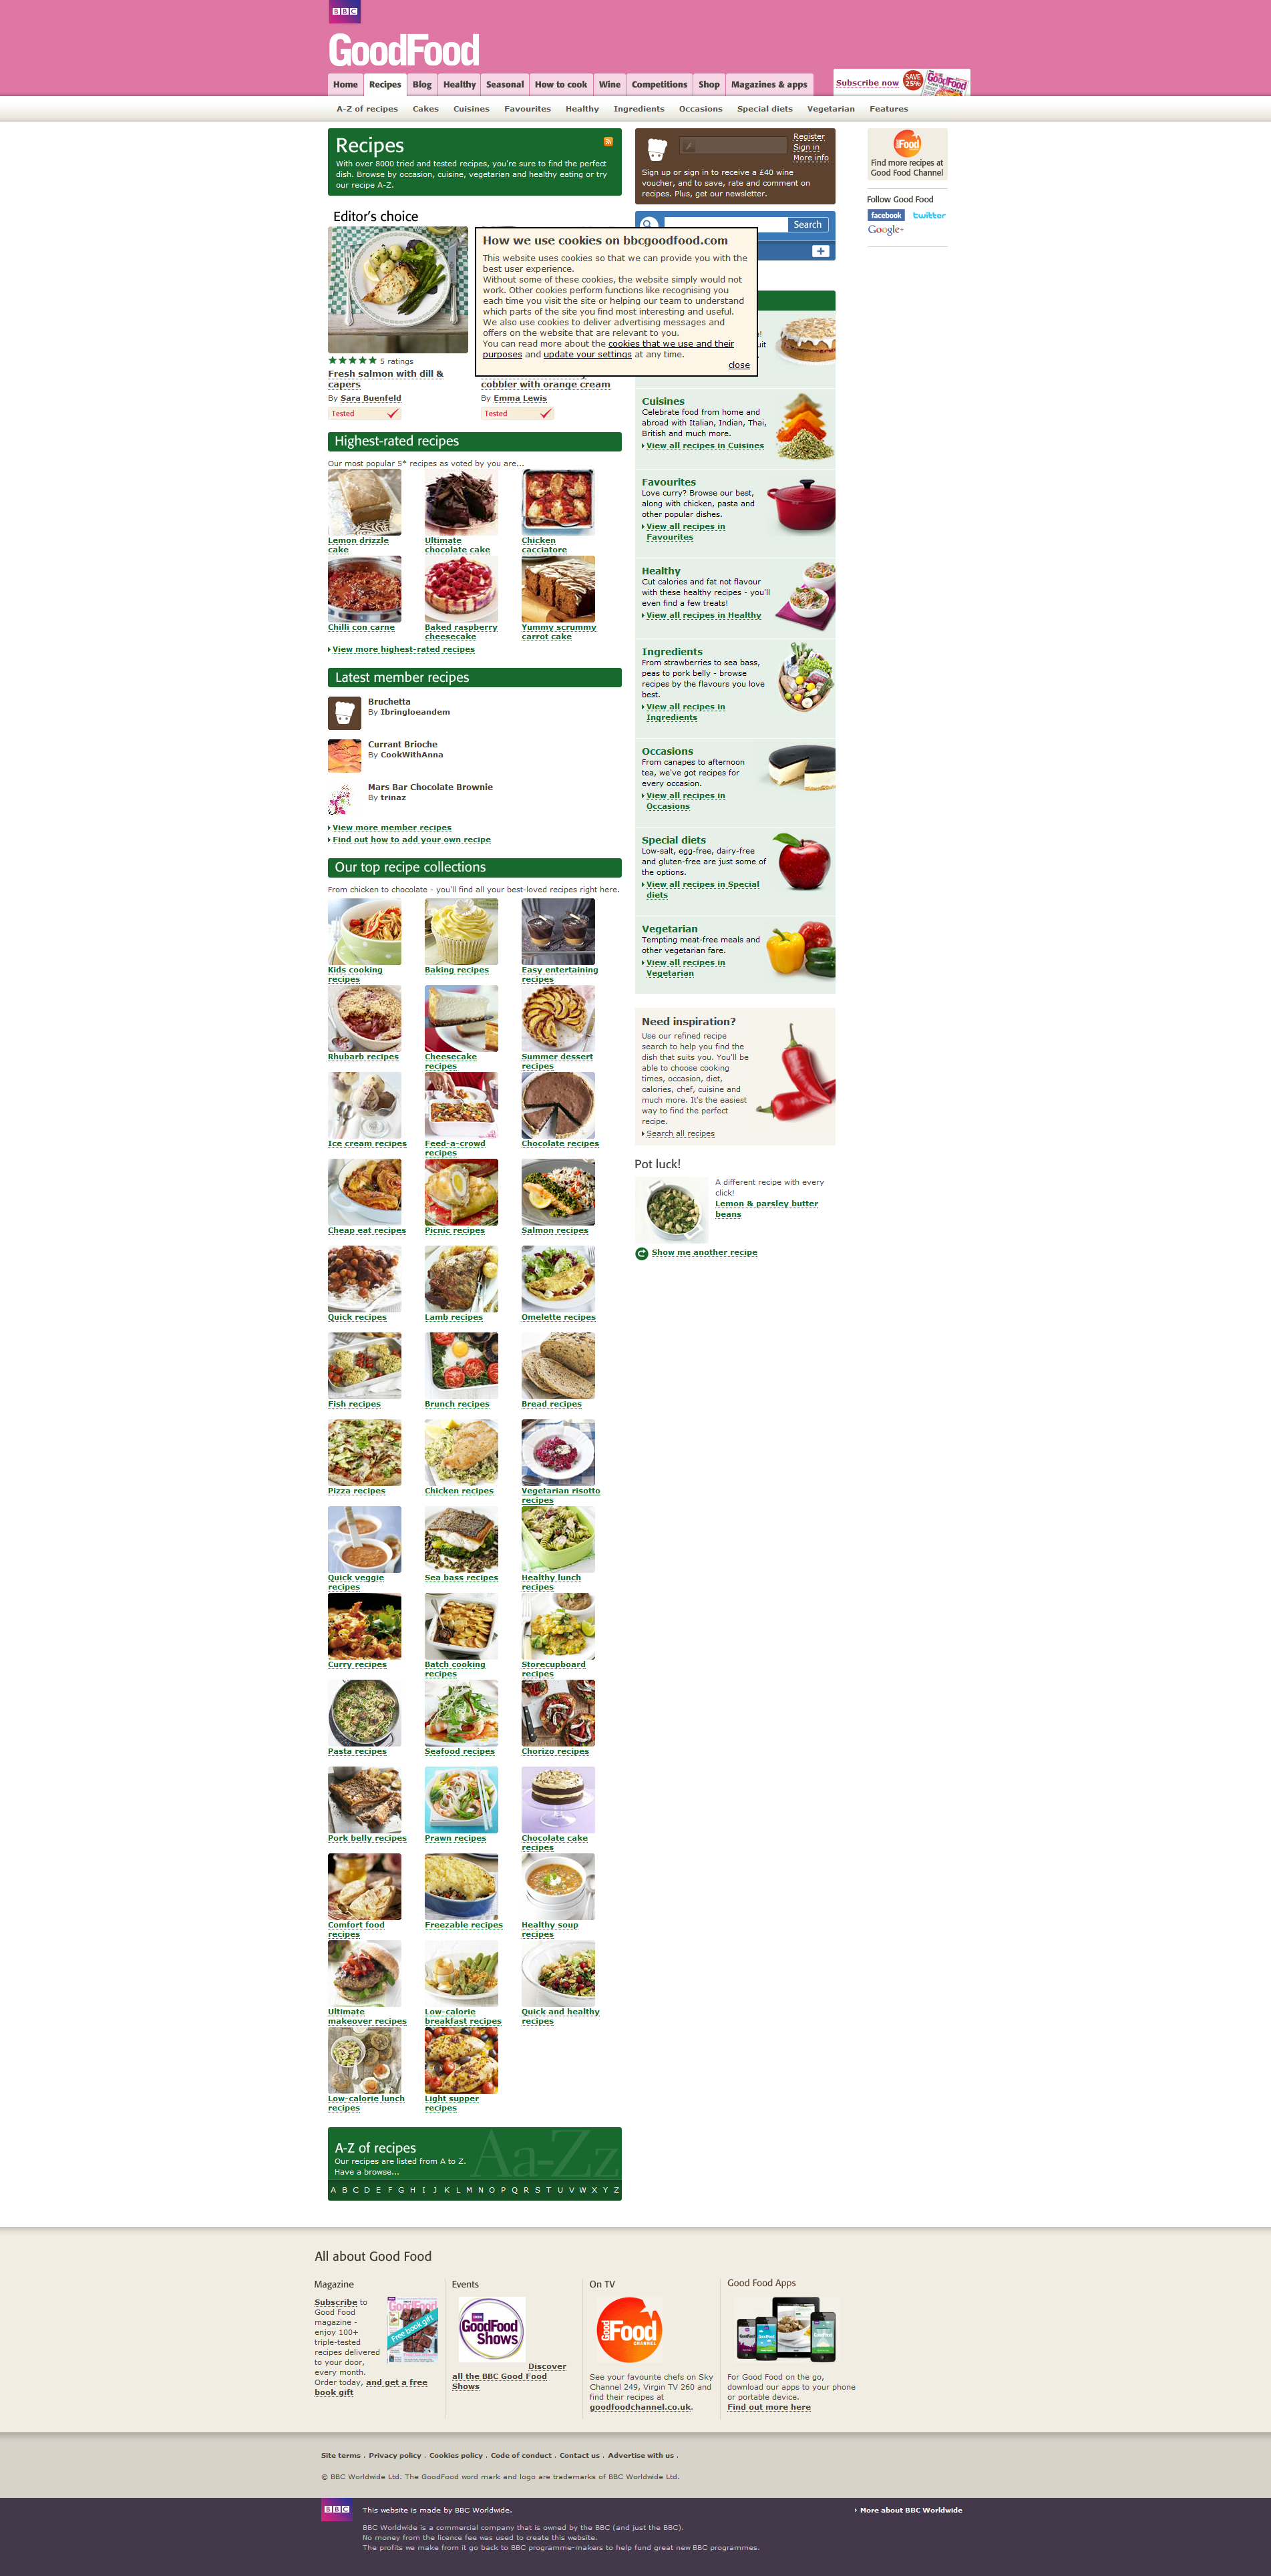 BBC
GoodFood
Home Recipes Blog Healthy Seasonal How to cook Wine Competitions Shop Magazines & apps
Subscribe now SAVE 25%
A-Z of recipes Cakes Cuisines Favourites Healthy Ingredients Occasions Special diets Vegetarian Features
Recipes
With over 8000 tried and tested recipes, you're sure to find the perfect
dish. Browse by occasion, cuisine, vegetarian and healthy eating or try
our recipe A-Z.
Register
Sign in
More info
Sign up or sign in to receive a £40 wine
voucher, and to save, rate and comment on
recipes. Plus, get our newsletter.
Food
Find more recipes at
Good Food Channel
Follow Good Food
facebook twitter
Google+
Search
Editor's choice
How we use cookies on bbcgoodfood.com
This website uses cookies so that we can provide you with the
best user experience.
Without some of these cookies, the website simply would not
work. Other cookies perform functions like recognising you
each time you visit the site or helping our team to understand
which parts of the site you find most interesting and useful.
We also use cookies to deliver advertising messages and
offers on the website that are relevant to you.
You can read more about the cookies that we use and their
purposes and update your settings at any time.
close
5 ratings
Fresh salmon with dill &
capers
By Sara Buenfeld
Tested
cobbler with orange cream
By Emma Lewis
Tested
Highest-rated recipes
Our most popular 5* recipes as voted by you are...
Lemon drizzle
cake
Ultimate
chocolate cake
Chicken
cacciatore
Chilli con carne
Baked raspberry
cheesecake
Yummy scrummy
carrot cake
View more highest-rated recipes
Latest member recipes
Bruchetta
By Ibringloeandem
Currant Brioche
By CookWithAnna
Mars Bar Chocolate Brownie
By trinaz
View more member recipes
Find out how to add your own recipe
Our top recipe collections
From chicken to chocolate - you'll find all your best-loved recipes right here.
Kids cooking
recipes
Baking recipes
Easy entertaining
recipes
Rhubarb recipes
Cheesecake
recipes
Summer dessert
recipes
Ice cream recipes
Feed-a-crowd
recipes
Chocolate recipes
Cheap eat recipes
Picnic recipes
Salmon recipes
Quick recipes
Lamb recipes
Omelette recipes
Fish recipes
Brunch recipes
Bread recipes
Pizza recipes
Chicken recipes
Vegetarian risotto
recipes
Quick veggie
recipes
Sea bass recipes
Healthy lunch
recipes
Curry recipes
Batch cooking
recipes
Storecupboard
recipes
Pasta recipes
Seafood recipes
Chorizo recipes
Pork belly recipes
Prawn recipes
Chocolate cake
recipes
Comfort food
recipes
Freezable recipes
Healthy soup
recipes
Ultimate
makeover recipes
Low-calorie
breakfast recipes
Quick and healthy
recipes
Low-calorie lunch
recipes
Light supper
recipes
A-Z of recipes
Aa-Zz
Our recipes are listed from A to Z.
Have a browse...
A B C D E F G H I J K L M N O P Q R S T U V W X Y Z
Cuisines
Celebrate food from home and
abroad with Italian, Indian, Thai,
British and much more.
View all recipes in Cuisines
Favourites
Love curry? Browse our best,
along with chicken, pasta and
other popular dishes.
View all recipes in
Favourites
Healthy
Cut calories and fat not flavour
with these healthy recipes - you'll
even find a few treats!
View all recipes in Healthy
Ingredients
From strawberries to sea bass,
peas to pork belly - browse
recipes by the flavours you love
best.
View all recipes in
Ingredients
Occasions
From canapes to afternoon
tea, we've got recipes for
every occasion.
View all recipes in
Occasions
Special diets
Low-salt, egg-free, dairy-free
and gluten-free are just some of
the options.
View all recipes in Special
diets
Vegetarian
Tempting meat-free meals and
other vegetarian fare.
View all recipes in
Vegetarian
Need inspiration?
Use our refined recipe
search to help you find the
dish that suits you. You'll be
able to choose cooking
times, occasion, diet,
calories, chef, cuisine and
much more. It's the easiest
way to find the perfect
recipe.
Search all recipes
Pot luck!
A different recipe with every
click!
Lemon & parsley butter
beans
Show me another recipe
All about Good Food
Magazine
Subscribe to
Good Food
magazine -
enjoy 100+
triple-tested
recipes delivered
to your door,
every month.
Order today, and get a free
book gift
GoodFood
Free book gift
Events
GoodFood
SHOWS
Discover
all the BBC Good Food
Shows
On TV
Food
CHANNEL
See your favourite chefs on Sky
Channel 249, Virgin TV 260 and
find their recipes at
goodfoodchannel.co.uk.
Good Food Apps
For Good Food on the go,
download our apps to your phone
or portable device.
Find out more here
Site terms . Privacy policy . Cookies policy . Code of conduct . Contact us . Advertise with us .
© BBC Worldwide Ltd. The GoodFood word mark and logo are trademarks of BBC Worldwide Ltd.
BBC
This website is made by BBC Worldwide.
More about BBC Worldwide
BBC Worldwide is a commercial company that is owned by the BBC (and just the BBC).
No money from the licence fee was used to create this website.
The profits we make from it go back to BBC programme-makers to help fund great new BBC programmes.